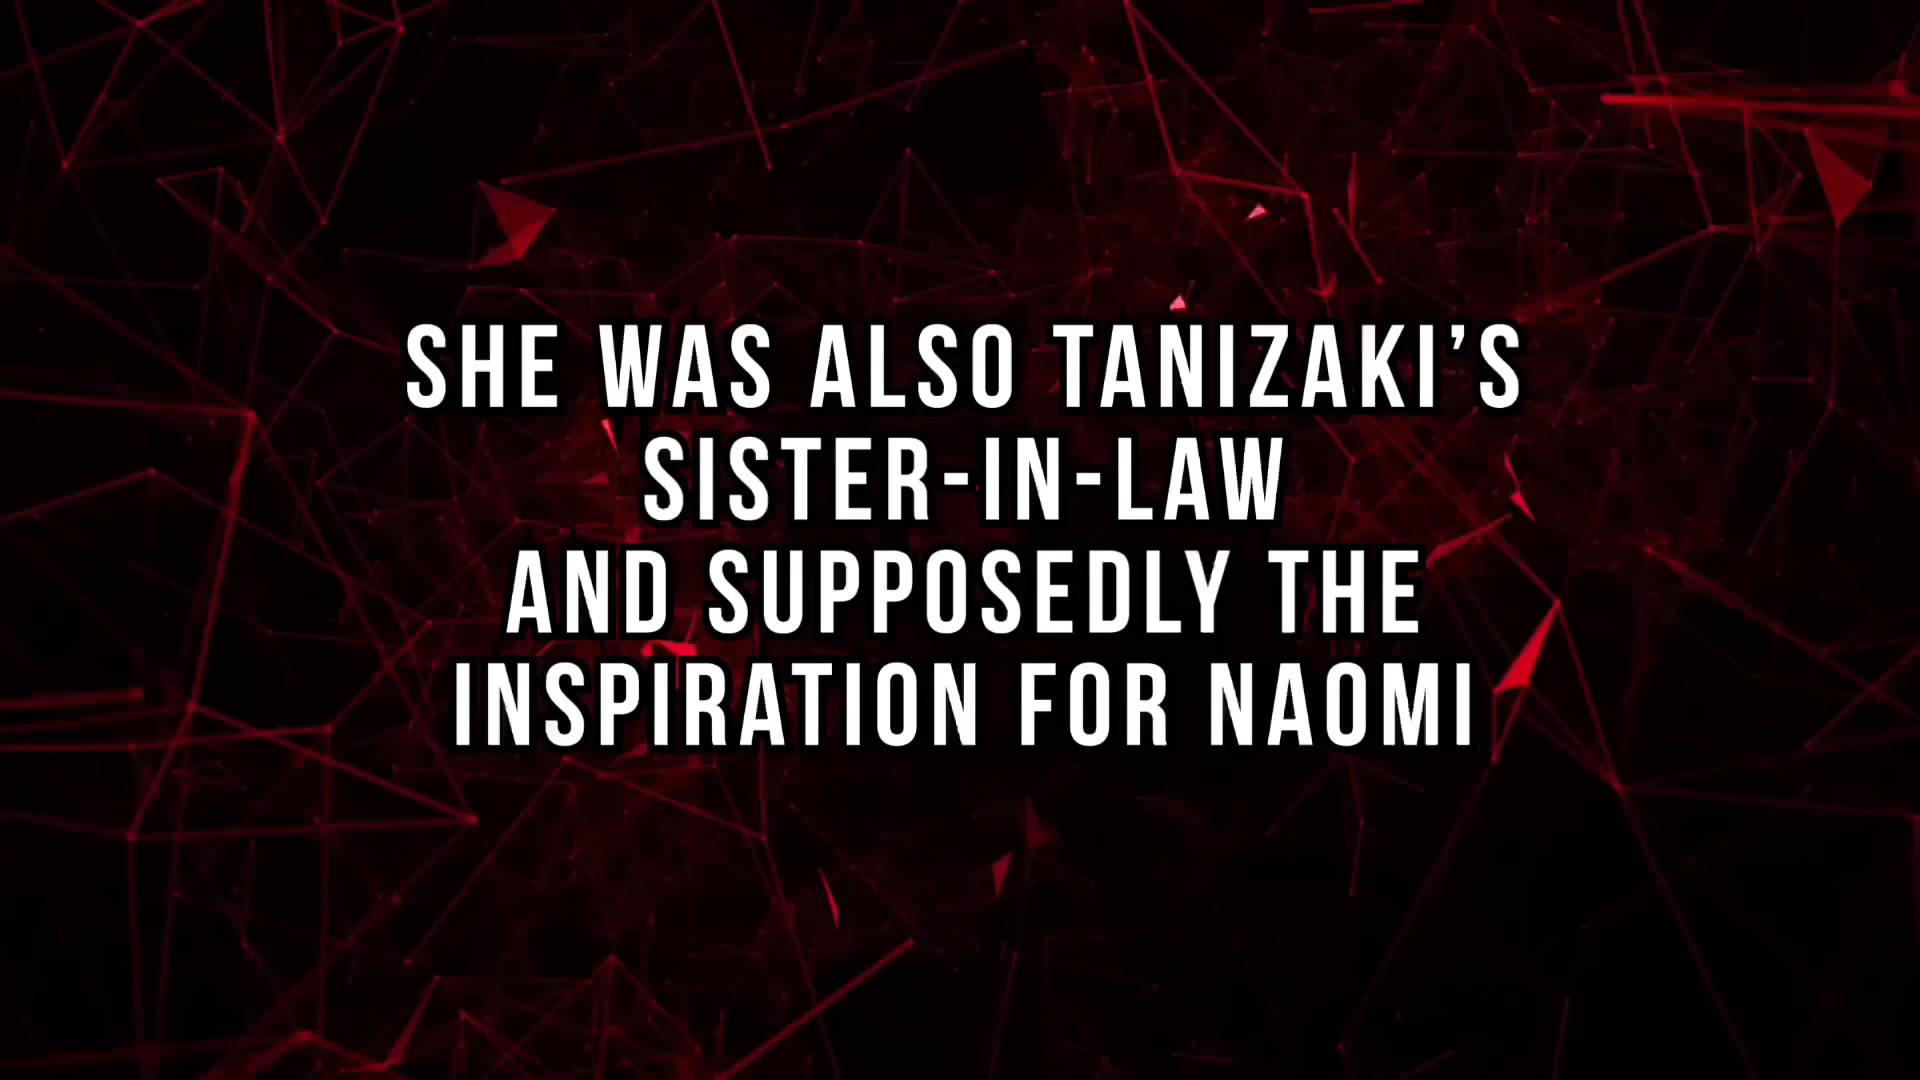 SHE WAS ALSO TANIZAKI’S
SISTER-IN-LAW
AND SUPPOSEDLY THE
INSPIRATION FOR NAOMI